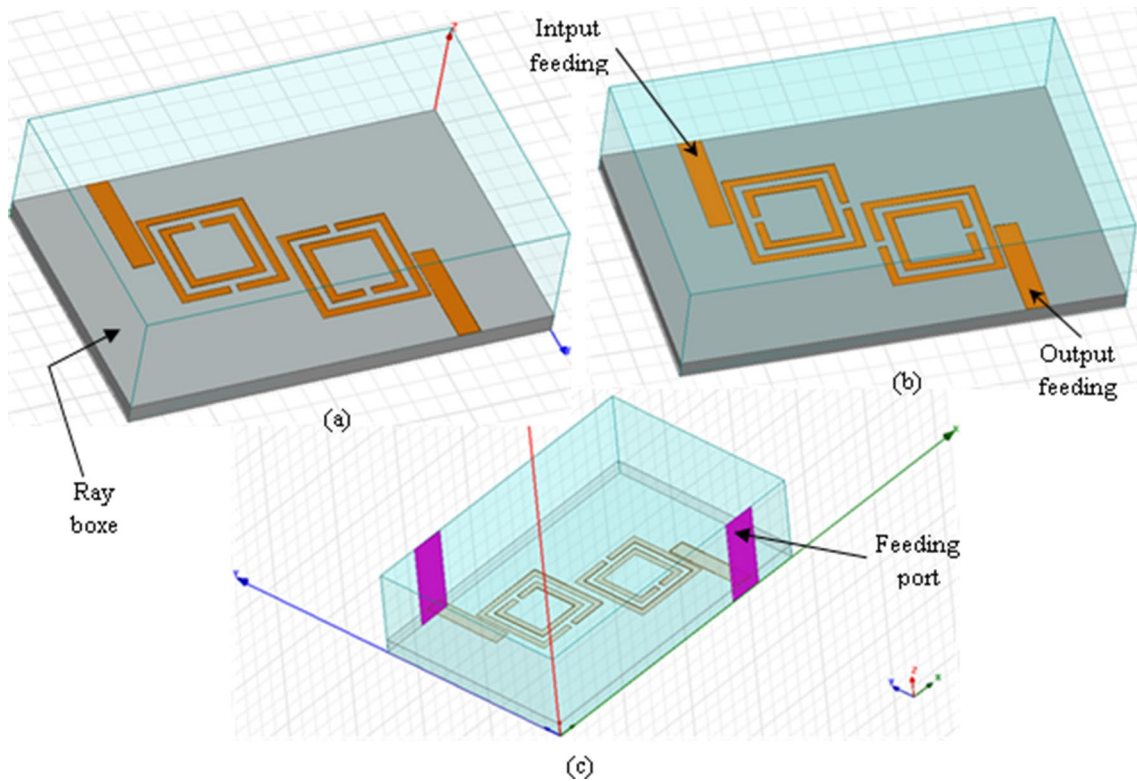 Intput
feeding
Z
(a)
(b)
Output
feeding
Ray
boxe
Feeding
port
Z
X
(c)